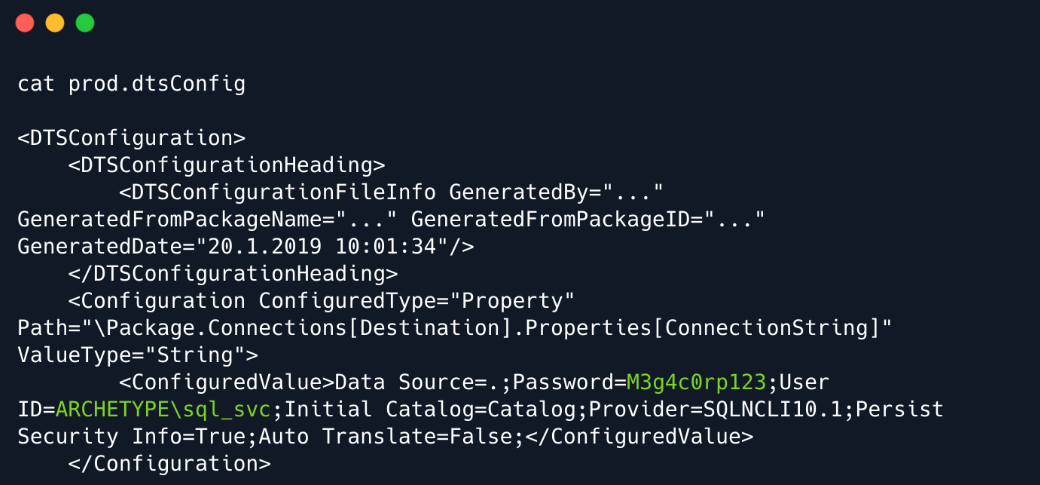 cat prod.dtsConfig
<DTSConfiguration>
<DTSConfigurationHeading>
<DTSConfigurationFileInfo GeneratedBy="..."
GeneratedFromPackageName="..." GeneratedFromPackageID="..."
GeneratedDate="20.1.2019 10:01:34"/>
</DTSConfigurationHeading>
<Configuration ConfiguredType="Property"
Path="\Package.Connections[Destination].Properties[ConnectionString]"
ValueType="String">
<ConfiguredValue>Data Source=.;Password=M3g4c0rp123;User
ID=ARCHETYPE\sql_svc;Initial Catalog=Catalog;Provider=SQLNCLI10.1;Persist
Security Info=True;Auto Translate=False;</ConfiguredValue>
</Configuration>